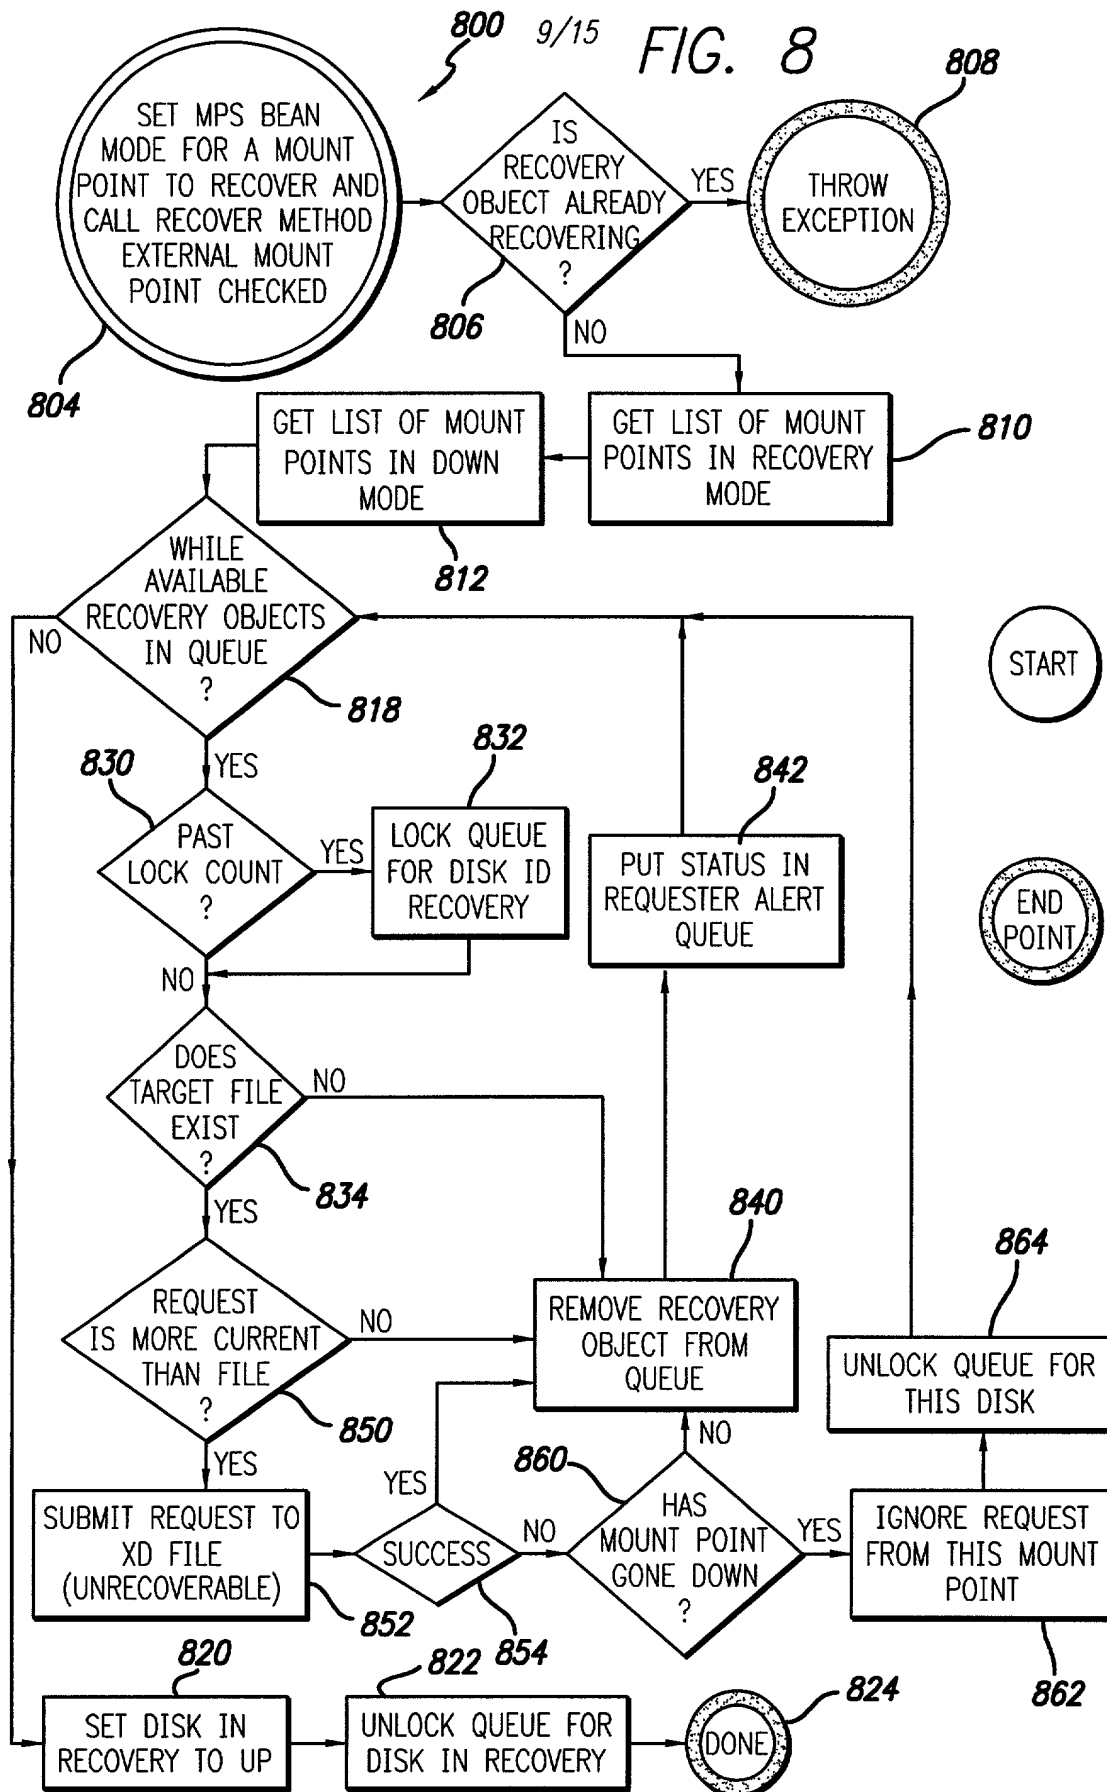 800
9/15
FIG. 8
808
SET MPS BEAN
MODE FOR A MOUNT
POINT TO RECOVER AND
CALL RECOVER METHOD
EXTERNAL MOUNT
POINT CHECKED
804
IS
RECOVERY
OBJECT ALREADY
RECOVERING
?
806
YES
THROW
EXCEPTION
NO
GET LIST OF MOUNT
POINTS IN RECOVERY
MODE
810
GET LIST OF MOUNT
POINTS IN DOWN
MODE
812
WHILE
AVAILABLE
RECOVERY OBJECTS
IN QUEUE
?
818
NO
YES
START
830
PAST
LOCK COUNT
?
YES
832
LOCK QUEUE
FOR DISK ID
RECOVERY
842
PUT STATUS IN
REQUESTER ALERT
QUEUE
END
POINT
NO
DOES
TARGET FILE
EXIST
?
834
NO
YES
840
REMOVE RECOVERY
OBJECT FROM
QUEUE
864
UNLOCK QUEUE FOR
THIS DISK
REQUEST
IS MORE CURRENT
THAN FILE
?
850
NO
YES
SUBMIT REQUEST TO
XD FILE
(UNRECOVERABLE)
852
YES
SUCCESS
854
NO
860
NO
HAS
MOUNT POINT
GONE DOWN
?
YES
IGNORE REQUEST
FROM THIS MOUNT
POINT
862
820
SET DISK IN
RECOVERY TO UP
822
UNLOCK QUEUE FOR
DISK IN RECOVERY
824
DONE